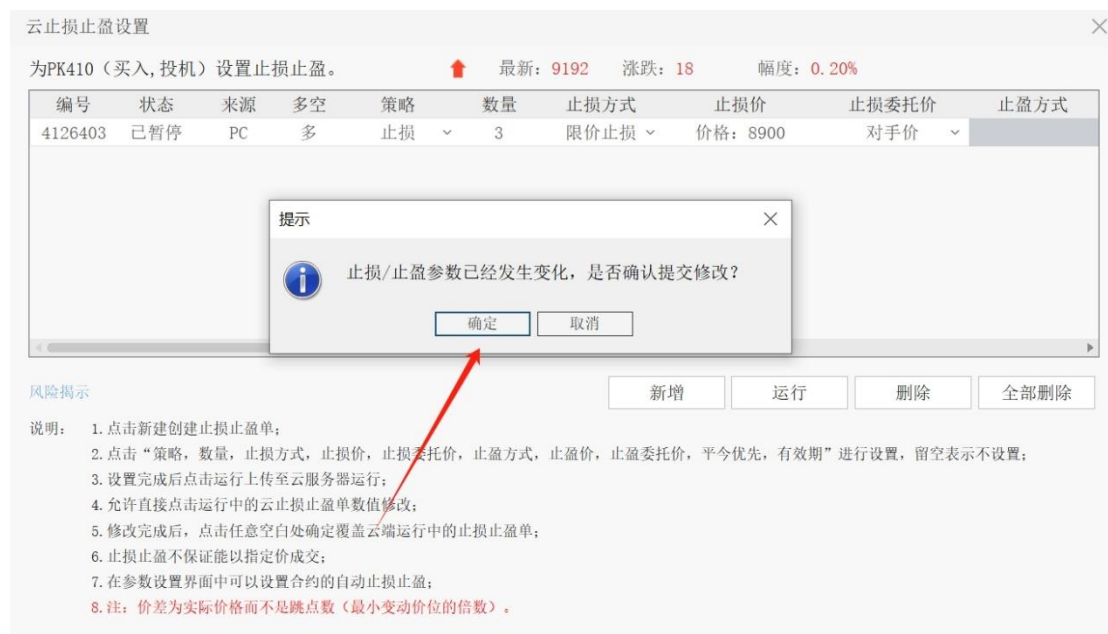 云止损止盈设置
为PK410（买入,投机）设置止损止盈。 最新：9192 涨跌：18 幅度：0.20%
编号 状态 来源 多空 策略 数量 止损方式 止损价 止损委托价 止盈方式
4126403 已暂停 PC 多 止损 3 限价止损 价格：8900 对手价
提示
止损/止盈参数已经发生变化，是否确认提交修改？
确定 取消
风险揭示 新增 运行 删除 全部删除
说明： 1.点击新建创建止损止盈单；
2.点击“策略，数量，止损方式，止损价，止损委托价，止盈方式，止盈价，止盈委托价，平今优先，有效期”进行设置，留空表示不设置；
3.设置完成后点击运行上传至云服务器运行；
4.允许直接点击运行中的云止损止盈单数值修改；
5.修改完成后，点击任意空白处确定覆盖云端运行中的止损止盈单；
6.止损止盈不保证能以指定价成交；
7.在参数设置界面中可以设置合约的自动止损止盈；
8.注：价差为实际价格而不是跳点数（最小变动价位的倍数）。